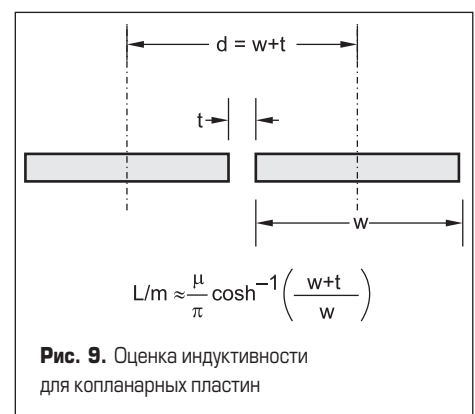 d = w+t
t
w
L/m ≈ μ/π cosh⁻¹((w+t)/w)
Рис. 9. Оценка индуктивности
для копланарных пластин